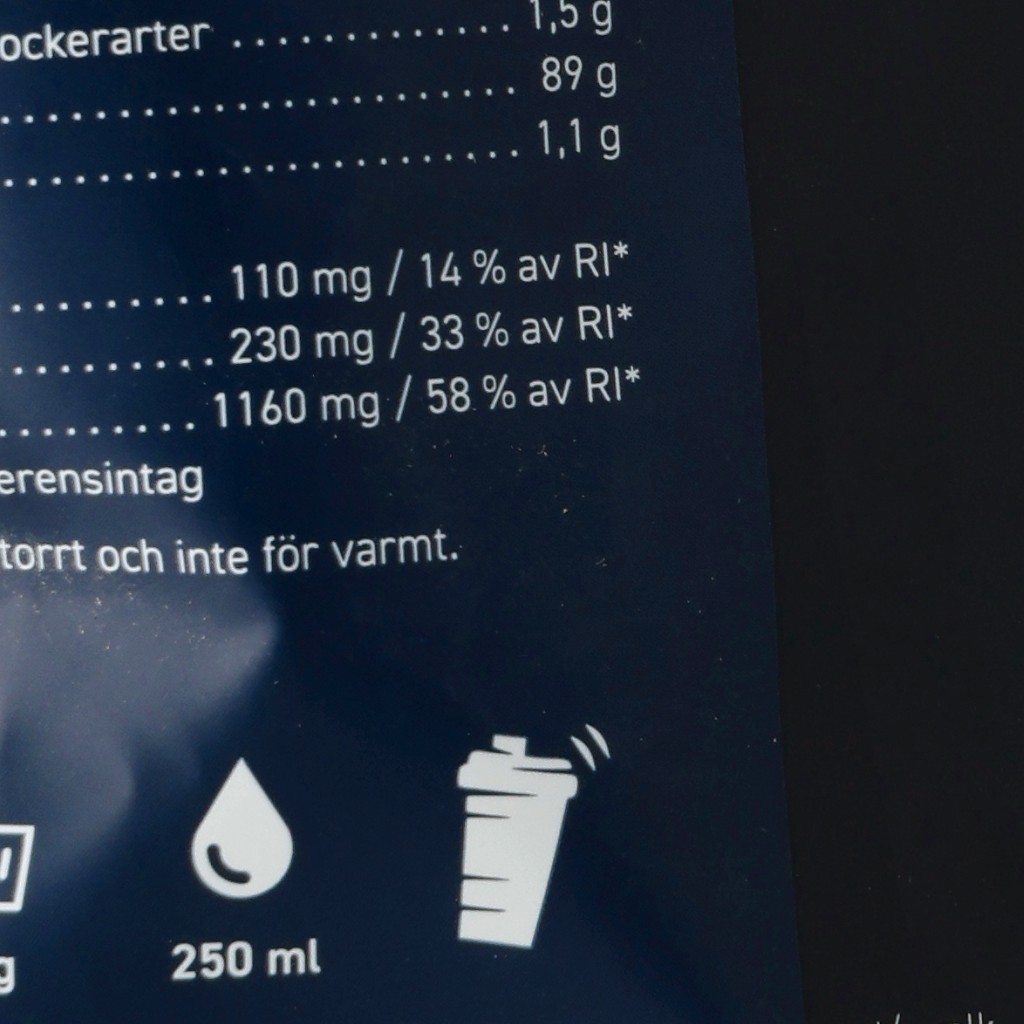 ockerarter ............. 1,5 g
...................... 89 g
...................... 1,1 g
......... 110 mg / 14 % av RI*
......... 230 mg / 33 % av RI*
......... 1160 mg / 58 % av RI*
erensintag
torrt och inte för varmt.
g
250 ml